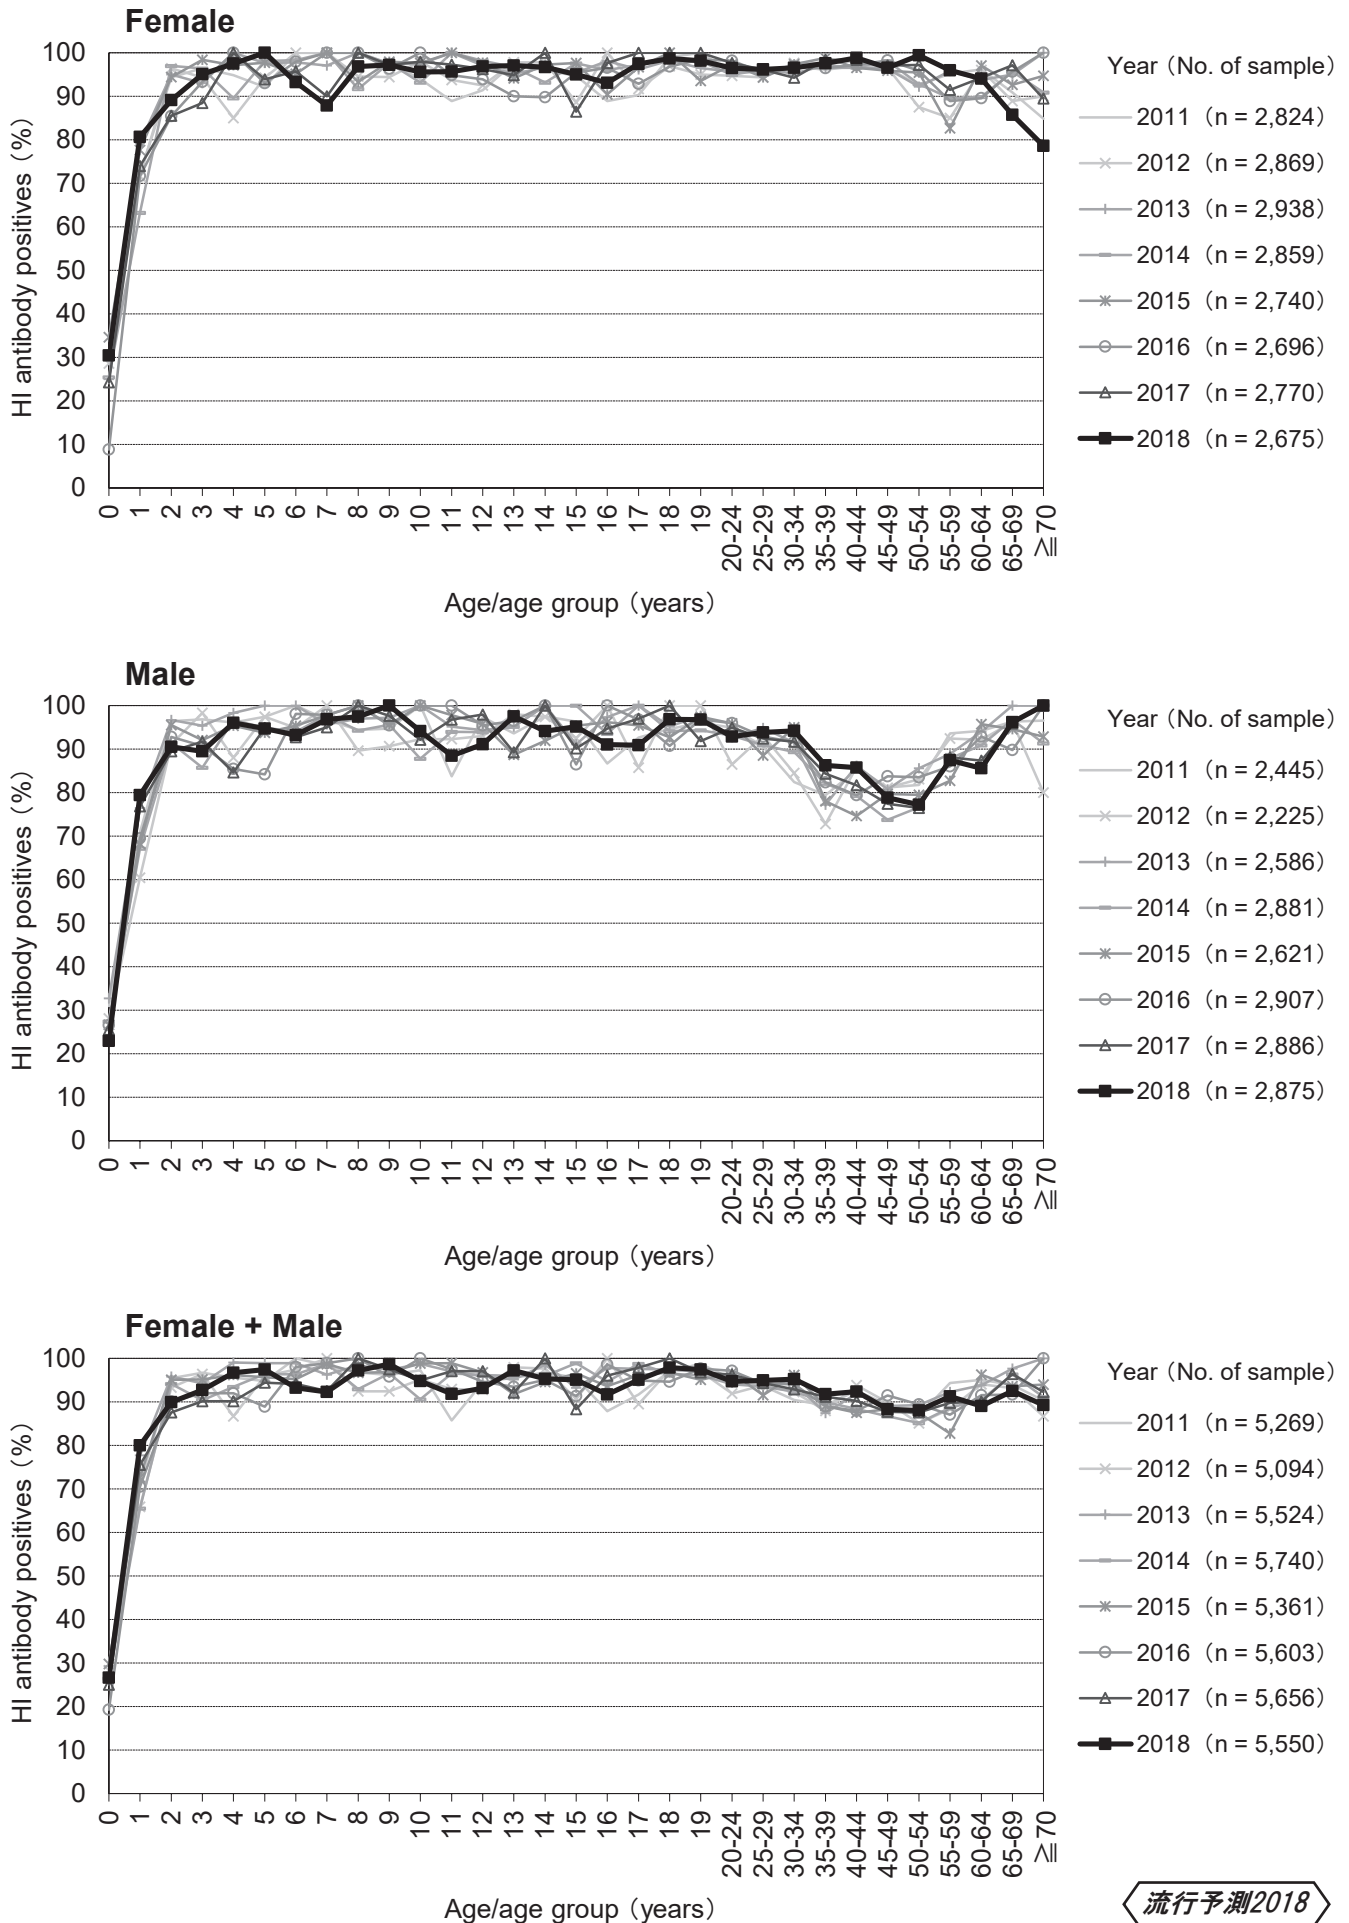 Female
HI antibody positives (%)
100
90
80
70
60
50
40
30
20
10
0
0 1 2 3 4 5 6 7 8 9 10 11 12 13 14 15 16 17 18 19 20-24 25-29 30-34 35-39 40-44 45-49 50-54 55-59 60-64 65-69 ≧70
Age/age group (years)
Year (No. of sample)
2011 (n = 2,824)
2012 (n = 2,869)
2013 (n = 2,938)
2014 (n = 2,859)
2015 (n = 2,740)
2016 (n = 2,696)
2017 (n = 2,770)
2018 (n = 2,675)
Male
HI antibody positives (%)
100
90
80
70
60
50
40
30
20
10
0
0 1 2 3 4 5 6 7 8 9 10 11 12 13 14 15 16 17 18 19 20-24 25-29 30-34 35-39 40-44 45-49 50-54 55-59 60-64 65-69 ≧70
Age/age group (years)
Year (No. of sample)
2011 (n = 2,445)
2012 (n = 2,225)
2013 (n = 2,586)
2014 (n = 2,881)
2015 (n = 2,621)
2016 (n = 2,907)
2017 (n = 2,886)
2018 (n = 2,875)
Female + Male
HI antibody positives (%)
100
90
80
70
60
50
40
30
20
10
0
0 1 2 3 4 5 6 7 8 9 10 11 12 13 14 15 16 17 18 19 20-24 25-29 30-34 35-39 40-44 45-49 50-54 55-59 60-64 65-69 ≧70
Age/age group (years)
Year (No. of sample)
2011 (n = 5,269)
2012 (n = 5,094)
2013 (n = 5,524)
2014 (n = 5,740)
2015 (n = 5,361)
2016 (n = 5,603)
2017 (n = 5,656)
2018 (n = 5,550)
流行予測2018